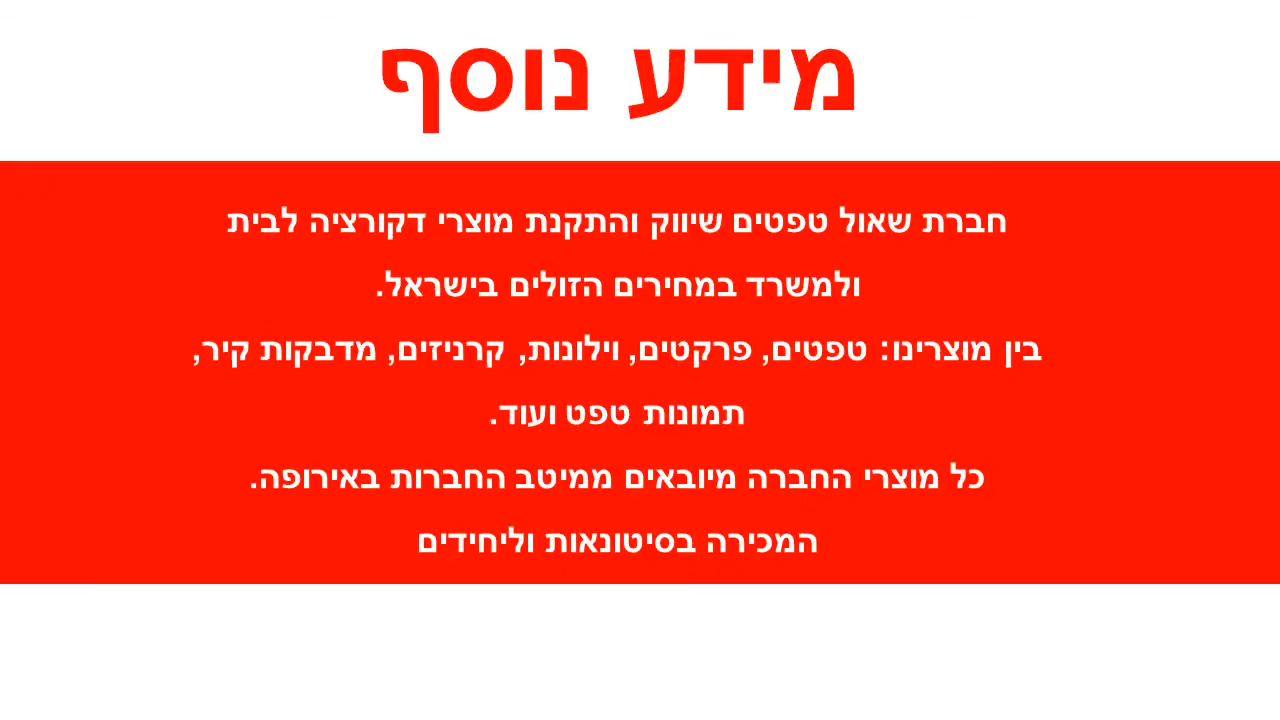 מידע נוסף
חברת שאול טפטים שיווק והתקנת מוצרי דקורציה לבית
ולמשרד במחירים הזולים בישראל.
בין מוצרינו: טפטים, פרקטים, וילונות, קרניזים, מדבקות קיר,
תמונות טפט ועוד.
כל מוצרי החברה מיובאים ממיטב החברות באירופה.
המכירה בסיטונאות וליחידים